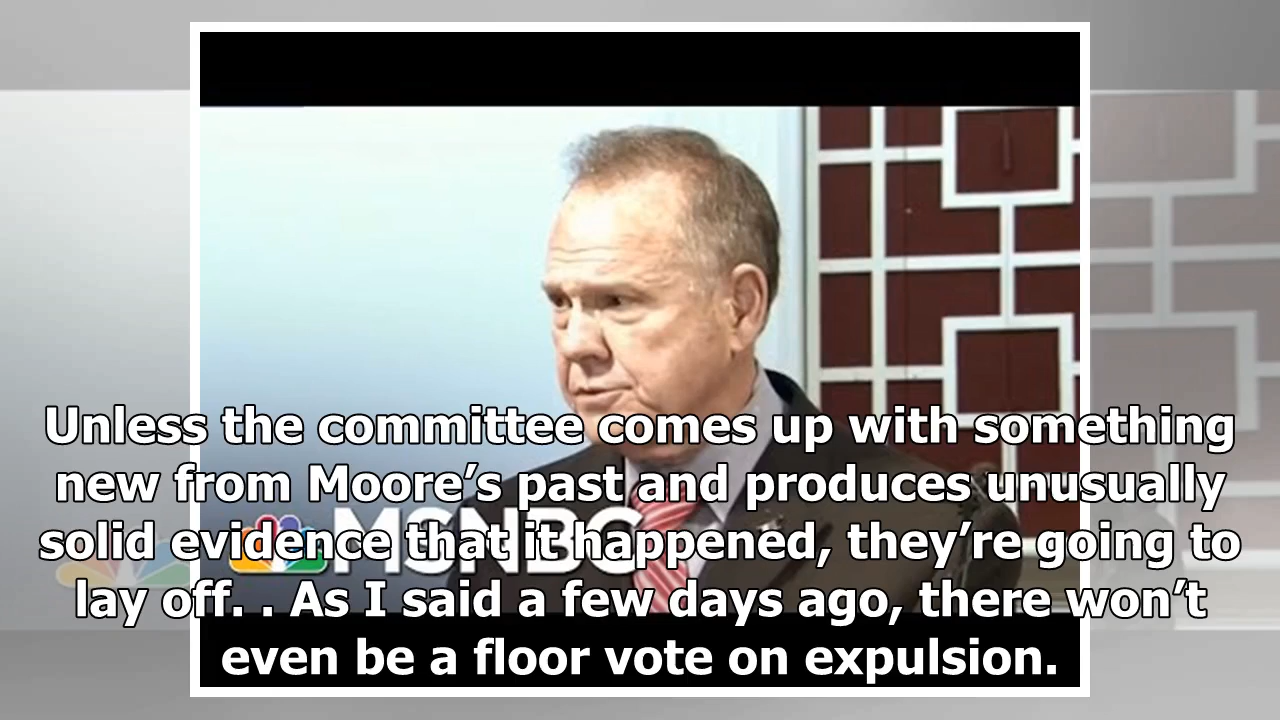 Unless the committee comes up with something
new from Moore’s past and produces unusually
solid evidence that it happened, they’re going to
MSNBC
lay off. . As I said a few days ago, there won’t
even be a floor vote on expulsion.